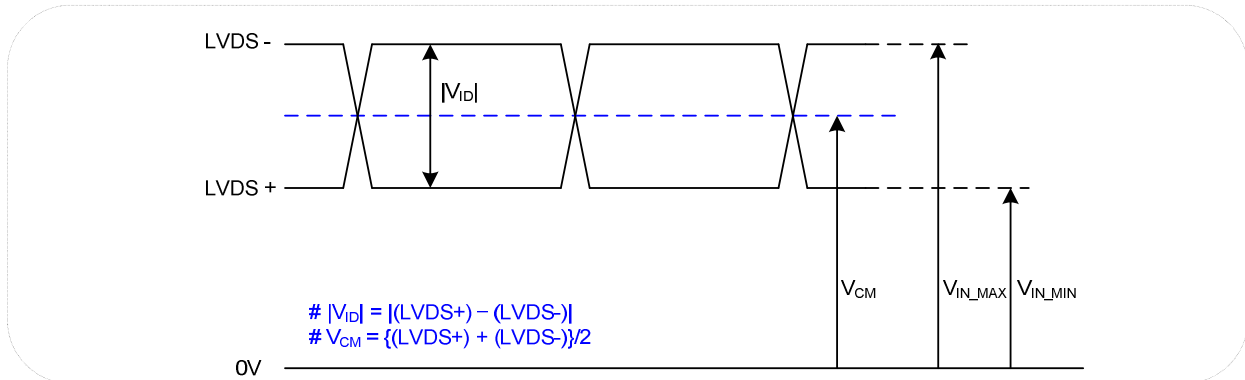 LVDS -
|VID|
LVDS +
VCM
VIN_MAX
VIN_MIN
# |VID| = |(LVDS+) – (LVDS-)|
# VCM = {(LVDS+) + (LVDS-)}/2
0V